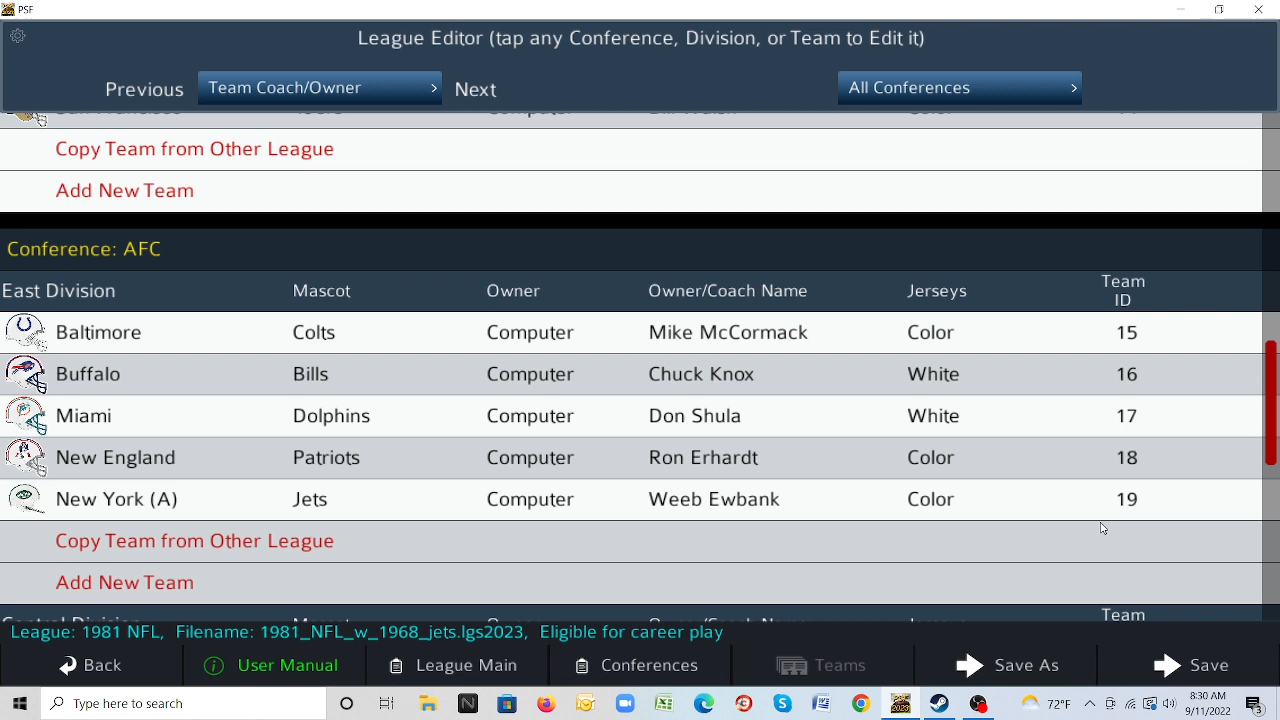 PSF
League Editor (tap any Conference, Division, or Team to Edit it)
Previous Team Coach/Owner > Next All Conferences >
Copy Team from Other League
Add New Team
Conference: AFC
East Division Mascot Owner Owner/Coach Name Jerseys Team ID
Baltimore Colts Computer Mike McCormack Color 15
Buffalo Bills Computer Chuck Knox White 16
Miami Dolphins Computer Don Shula White 17
New England Patriots Computer Ron Erhardt Color 18
New York (A) Jets Computer Weeb Ewbank Color 19
Copy Team from Other League
Add New Team
Team
League: 1981 NFL, Filename: 1981_NFL_w_1968_jets.lgs2023, Eligible for career play
Back User Manual League Main Conferences Teams Save As Save
Type here to search 72°F 8:30 AM
9/11/2022